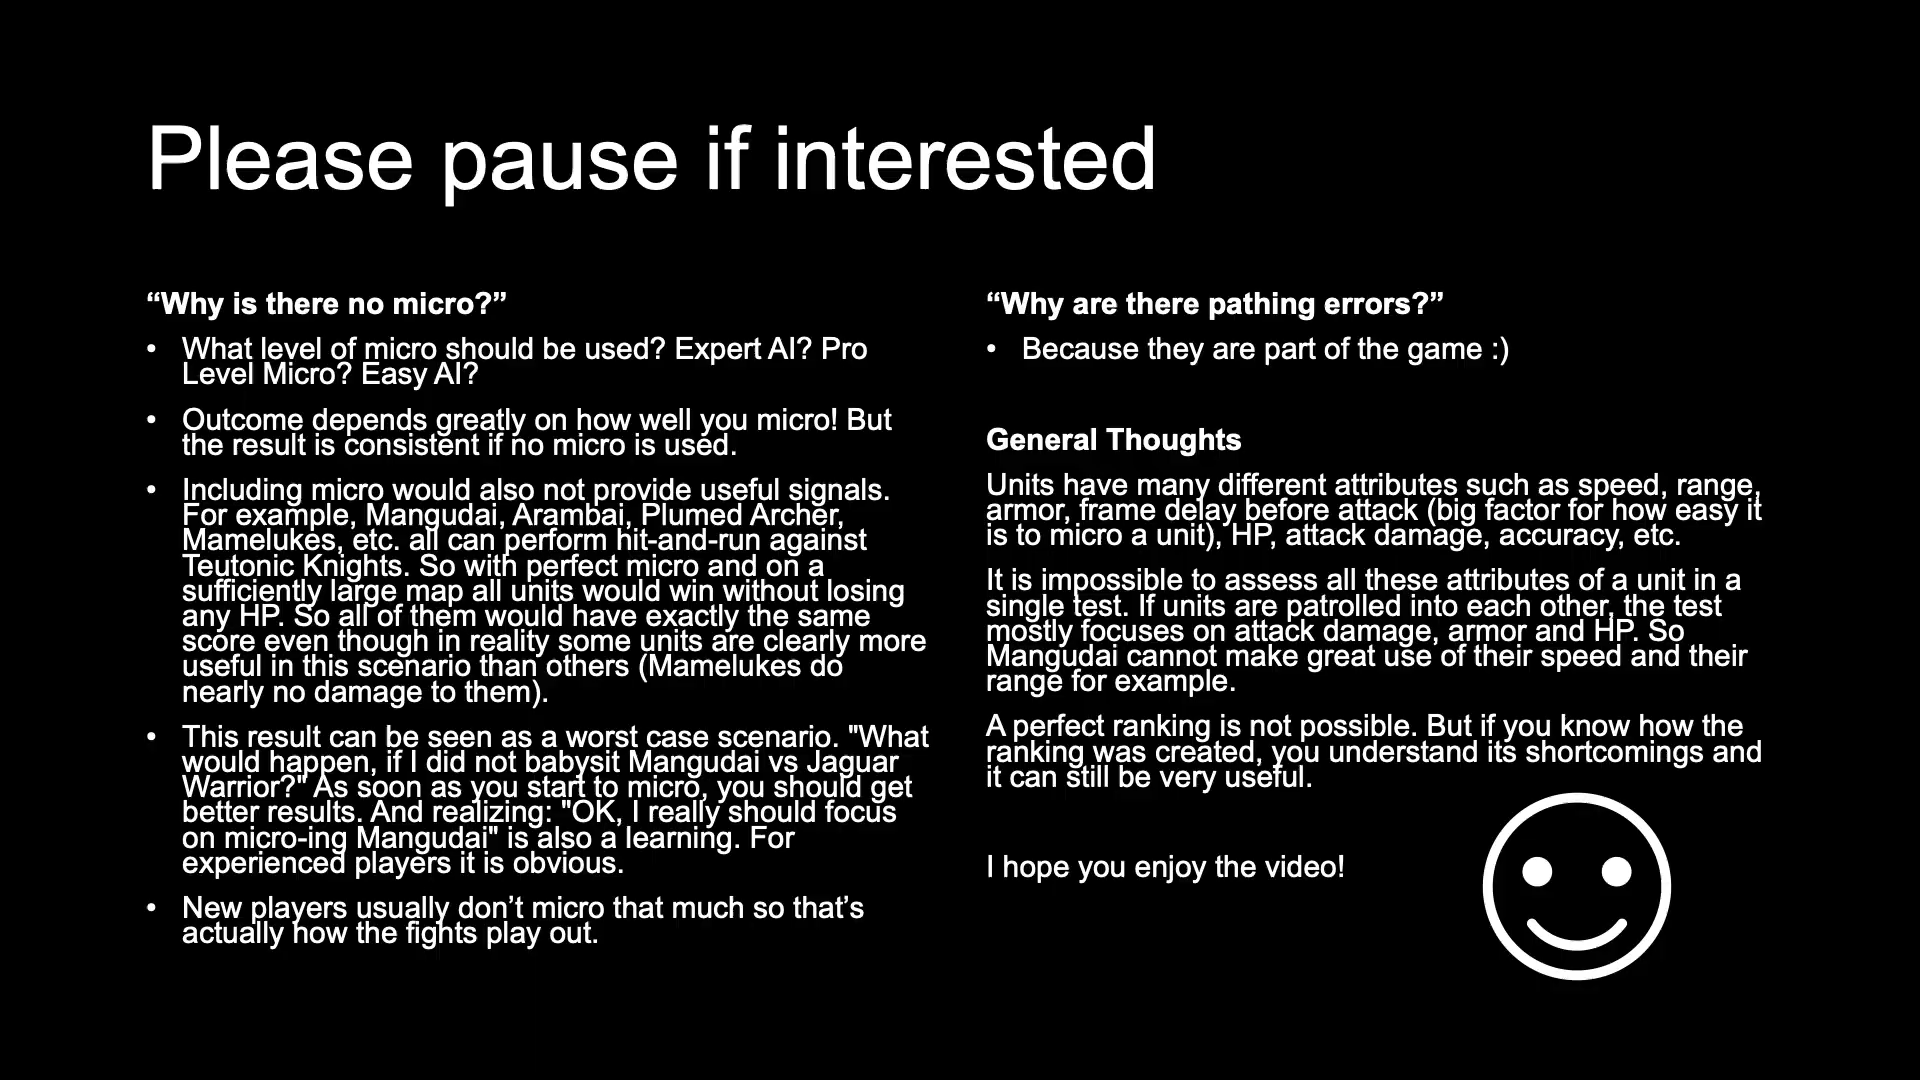 Please pause if interested
“Why is there no micro?”
• What level of micro should be used? Expert AI? Pro
Level Micro? Easy AI?
• Outcome depends greatly on how well you micro! But
the result is consistent if no micro is used.
• Including micro would also not provide useful signals.
For example, Mangudai, Arambai, Plumed Archer,
Mamelukes, etc. all can perform hit-and-run against
Teutonic Knights. So with perfect micro and on a
sufficiently large map all units would win without losing
any HP. So all of them would have exactly the same
score even though in reality some units are clearly more
useful in this scenario than others (Mamelukes do
nearly no damage to them).
• This result can be seen as a worst case scenario. "What
would happen, if I did not babysit Mangudai vs Jaguar
Warrior?" As soon as you start to micro, you should get
better results. And realizing: "OK, I really should focus
on micro-ing Mangudai" is also a learning. For
experienced players it is obvious.
• New players usually don’t micro that much so that’s
actually how the fights play out.
“Why are there pathing errors?”
• Because they are part of the game :)
General Thoughts
Units have many different attributes such as speed, range,
armor, frame delay before attack (big factor for how easy it
is to micro a unit), HP, attack damage, accuracy, etc.
It is impossible to assess all these attributes of a unit in a
single test. If units are patrolled into each other, the test
mostly focuses on attack damage, armor and HP. So
Mangudai cannot make great use of their speed and their
range for example.
A perfect ranking is not possible. But if you know how the
ranking was created, you understand its shortcomings and
it can still be very useful.
I hope you enjoy the video!